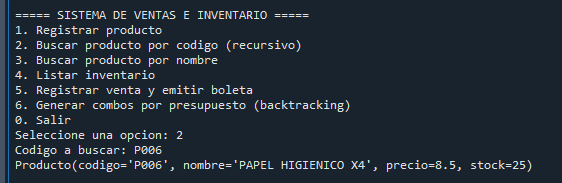 ===== SISTEMA DE VENTAS E INVENTARIO =====
1. Registrar producto
2. Buscar producto por codigo (recursivo)
3. Buscar producto por nombre
4. Listar inventario
5. Registrar venta y emitir boleta
6. Generar combos por presupuesto (backtracking)
0. Salir
Seleccione una opcion: 2
Codigo a buscar: P006
Producto(codigo='P006', nombre='PAPEL HIGIENICO X4', precio=8.5, stock=25)